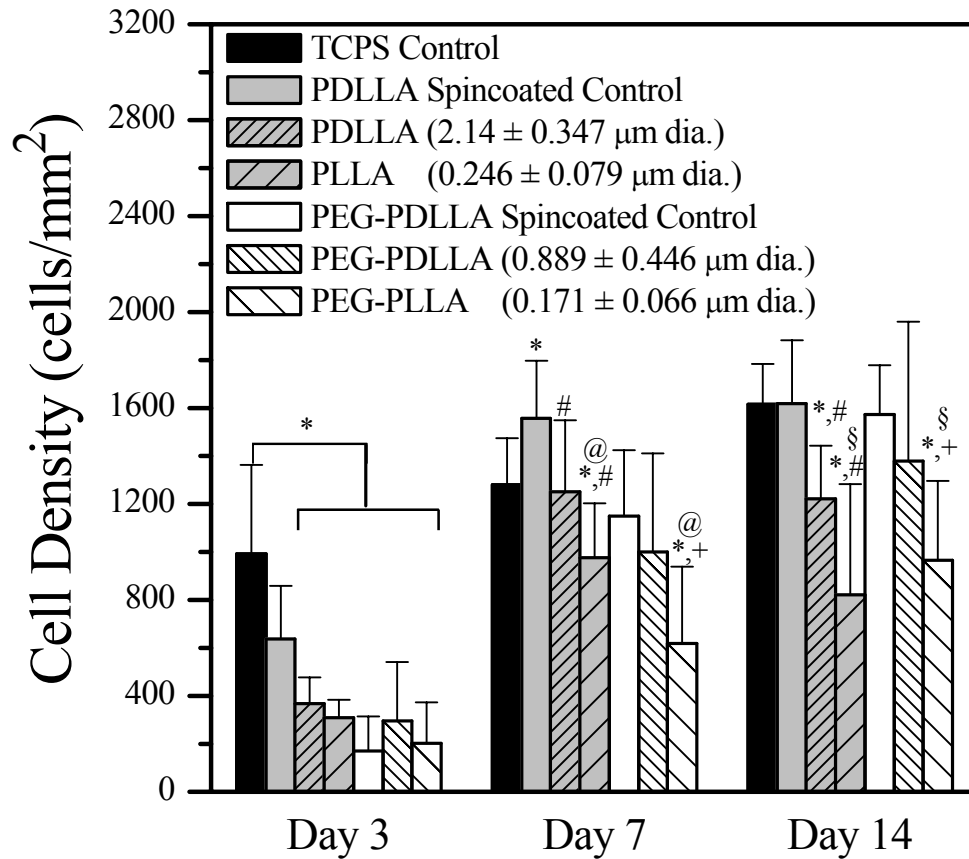 3200
2800
2400
2000
1600
1200
800
400
0
Cell Density (cells/mm²)
TCPS Control
PDLLA Spincoated Control
PDLLA (2.14 ± 0.347 μm dia.)
PLLA (0.246 ± 0.079 μm dia.)
PEG-PDLLA Spincoated Control
PEG-PDLLA (0.889 ± 0.446 μm dia.)
PEG-PLLA (0.171 ± 0.066 μm dia.)
*
*
#
@
*,#
@
*,+
*,#
§
*,#
§
*,+
Day 3
Day 7
Day 14